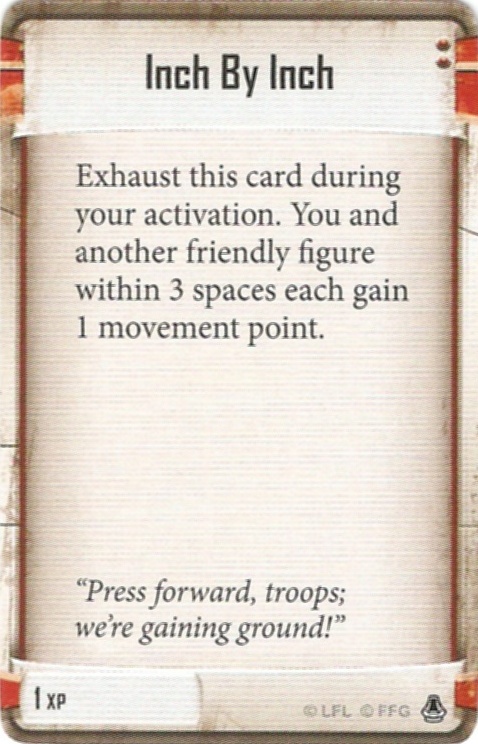 Inch By Inch
Exhaust this card during
your activation. You and
another friendly figure
within 3 spaces each gain
1 movement point.
“Press forward, troops;
we’re gaining ground!”
1 XP
© LFL © FFG